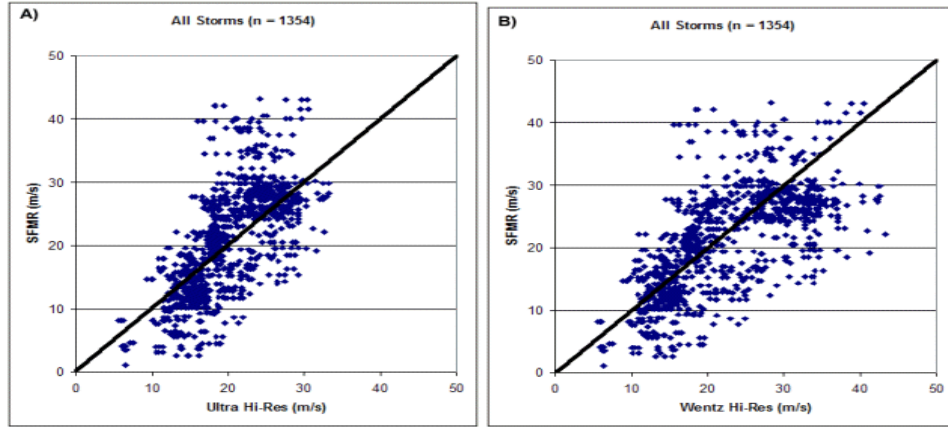 A)
All Storms (n = 1354)
50
40
30
20
10
0
SFMR (m/s)
0 10 20 30 40 50
Ultra Hi-Res (m/s)
B)
All Storms (n = 1354)
50
40
30
20
10
0
SFMR (m/s)
0 10 20 30 40 50
Wentz Hi-Res (m/s)